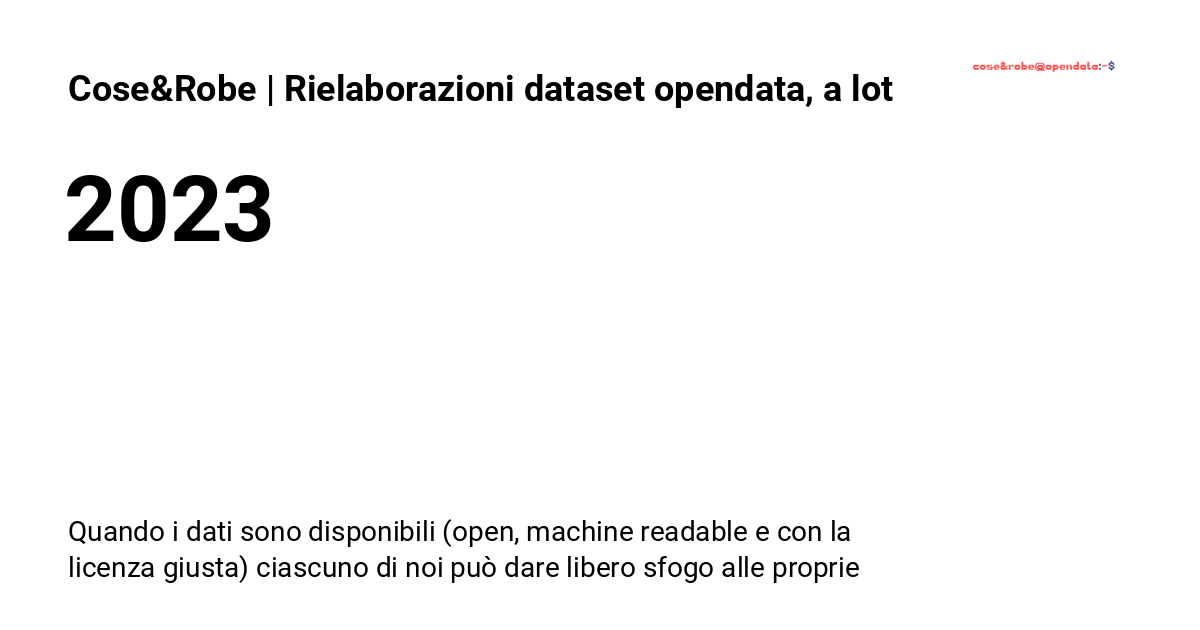 Cose&Robe | Rielaborazioni dataset opendata, a lot
cose&robe@opendata:~$
2023
Quando i dati sono disponibili (open, machine readable e con la
licenza giusta) ciascuno di noi può dare libero sfogo alle proprie